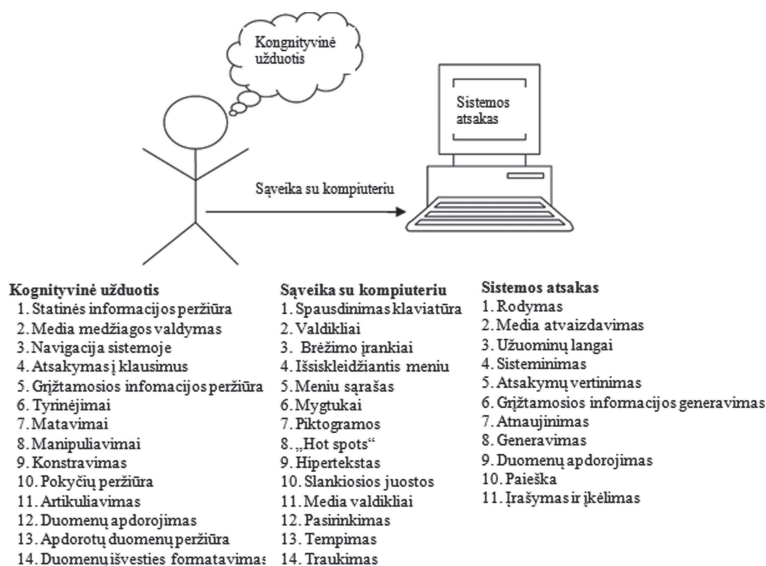 Kongnityvinė
užduotis
Sistemos
atsakas
Sąveika su kompiuteriu
Kognityvinė užduotis
1. Statinės informacijos peržiūra
2. Media medžiagos valdymas
3. Navigacija sistemoje
4. Atsakymas į klausimus
5. Grįžtamosios infomacijos peržiūra
6. Tyrinėjimai
7. Matavimai
8. Manipuliavimai
9. Konstravimas
10. Pokyčių peržiūra
11. Artikuliavimas
12. Duomenų apdorojimas
13. Apdorotų duomenų peržiūra
14. Duomenų išvesties formatavimas
Sąveika su kompiuteriu
1. Spausdinimas klaviatūra
2. Valdikliai
3. Brėžimo įrankiai
4. Išsiskleidžiantis meniu
5. Meniu sąrašas
6. Mygtukai
7. Piktogramos
8. „Hot spots“
9. Hipertekstas
10. Slankiosios juostos
11. Media valdikliai
12. Pasirinkimas
13. Tempimas
14. Traukimas
Sistemos atsakas
1. Rodymas
2. Media atvaizdavimas
3. Užuominų langai
4. Sisteminimas
5. Atsakymų vertinimas
6. Grįžtamosios informacijos generavimas
7. Atnaujinimas
8. Generavimas
9. Duomenų apdorojimas
10. Paieška
11. Įrašymas ir įkėlimas